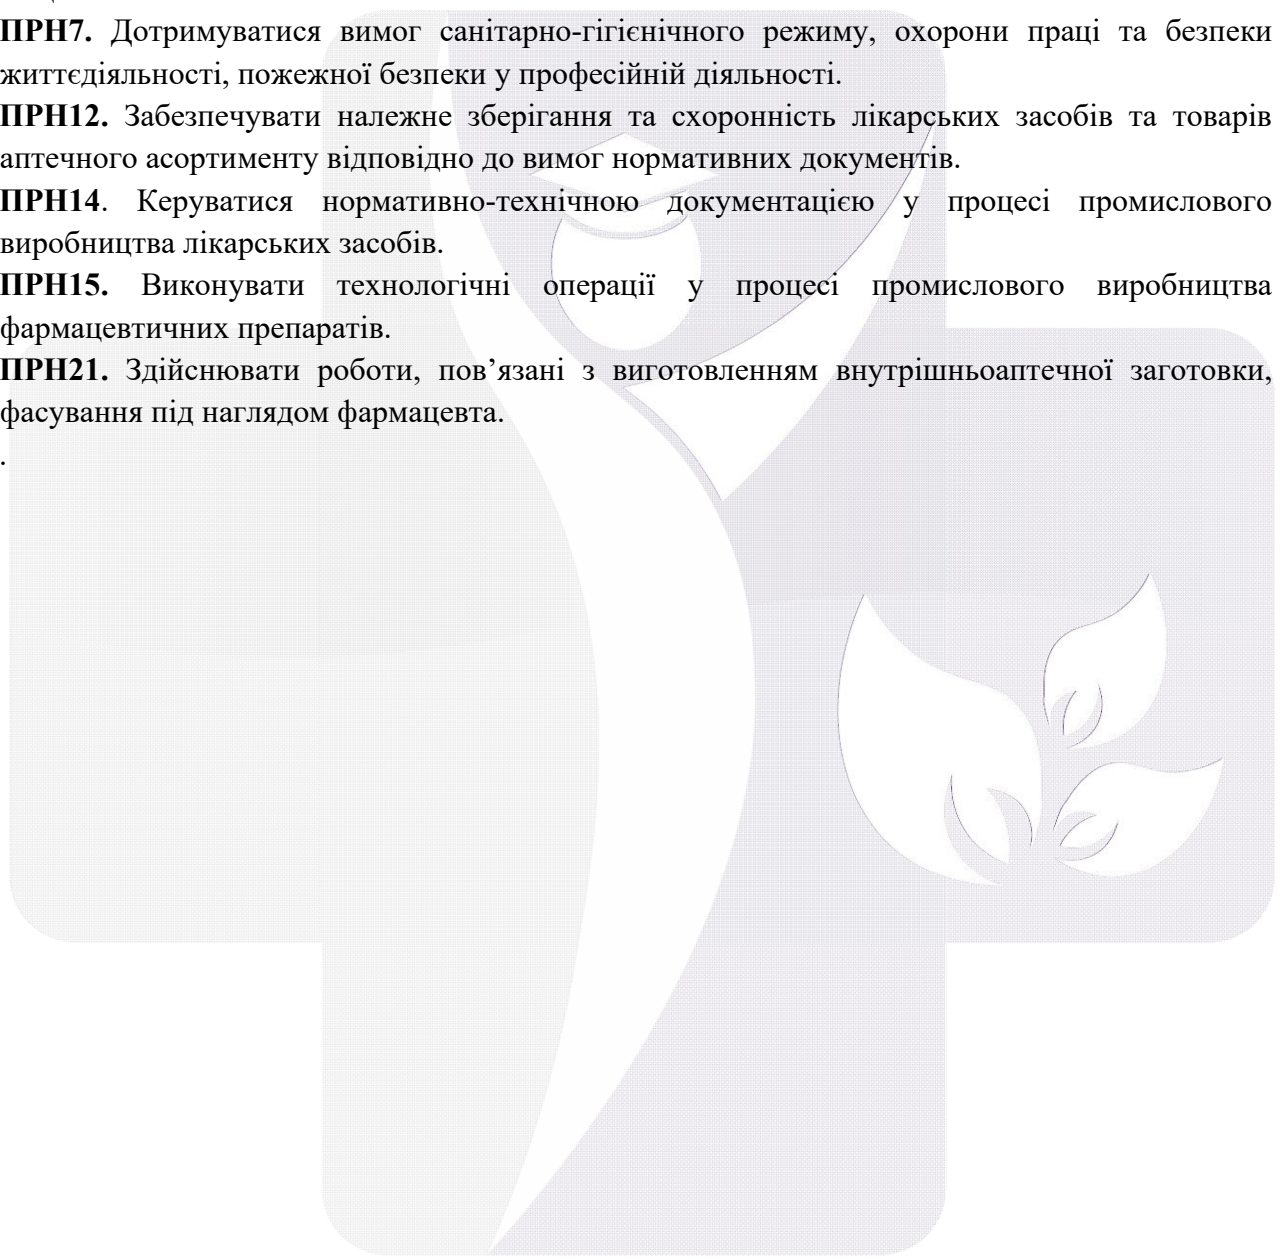 ПРН7. Дотримуватися вимог санітарно-гігієнічного режиму, охорони праці та безпеки
життєдіяльності, пожежної безпеки у професійній діяльності.
ПРН12. Забезпечувати належне зберігання та схоронність лікарських засобів та товарів
аптечного асортименту відповідно до вимог нормативних документів.
ПРН14. Керуватися нормативно-технічною документацією у процесі промислового
виробництва лікарських засобів.
ПРН15. Виконувати технологічні операції у процесі промислового виробництва
фармацевтичних препаратів.
ПРН21. Здійснювати роботи, пов’язані з виготовленням внутрішньоаптечної заготовки,
фасування під наглядом фармацевта.
.